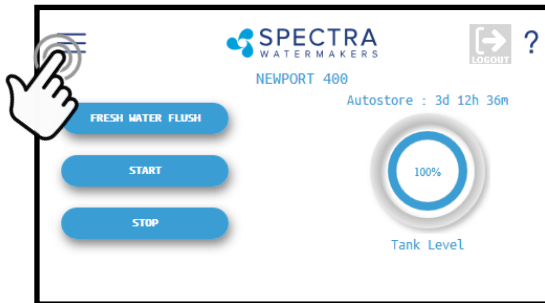 SPECTRA
WATERMAKERS
LOGOUT
?
NEWPORT 400
Autostore : 3d 12h 36m
FRESH WATER FLUSH
START
100%
STOP
Tank Level